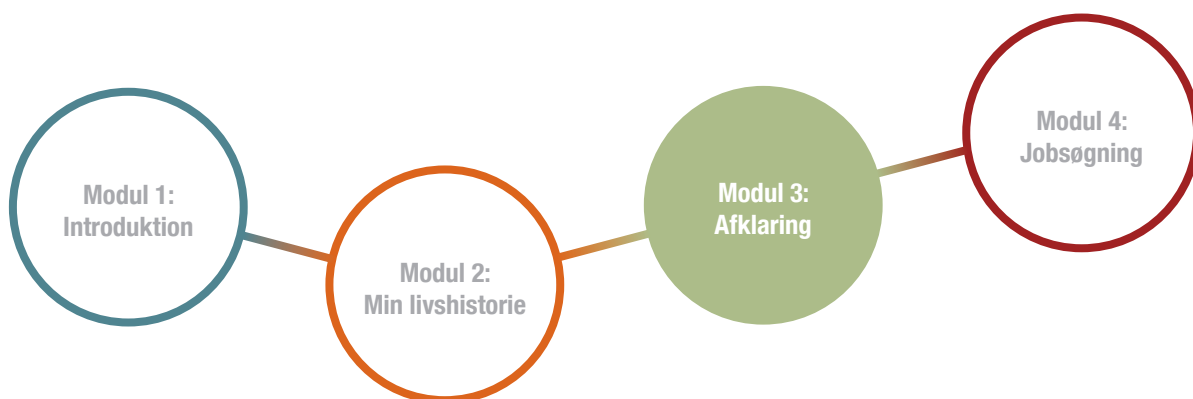 Modul 1:
Introduktion
Modul 2:
Min livshistorie
Modul 3:
Afklaring
Modul 4:
Jobsøgning